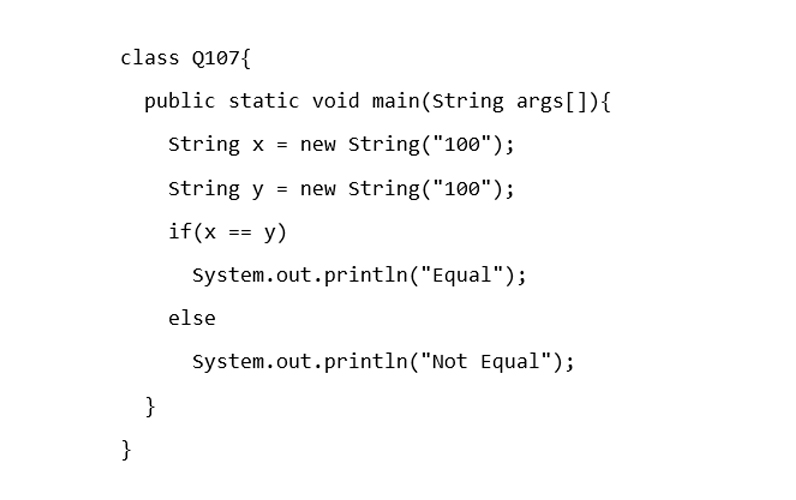 class Q107{
  public static void main(String args[]){
    String x = new String("100");
    String y = new String("100");
    if(x == y)
      System.out.println("Equal");
    else
      System.out.println("Not Equal");
  }
}